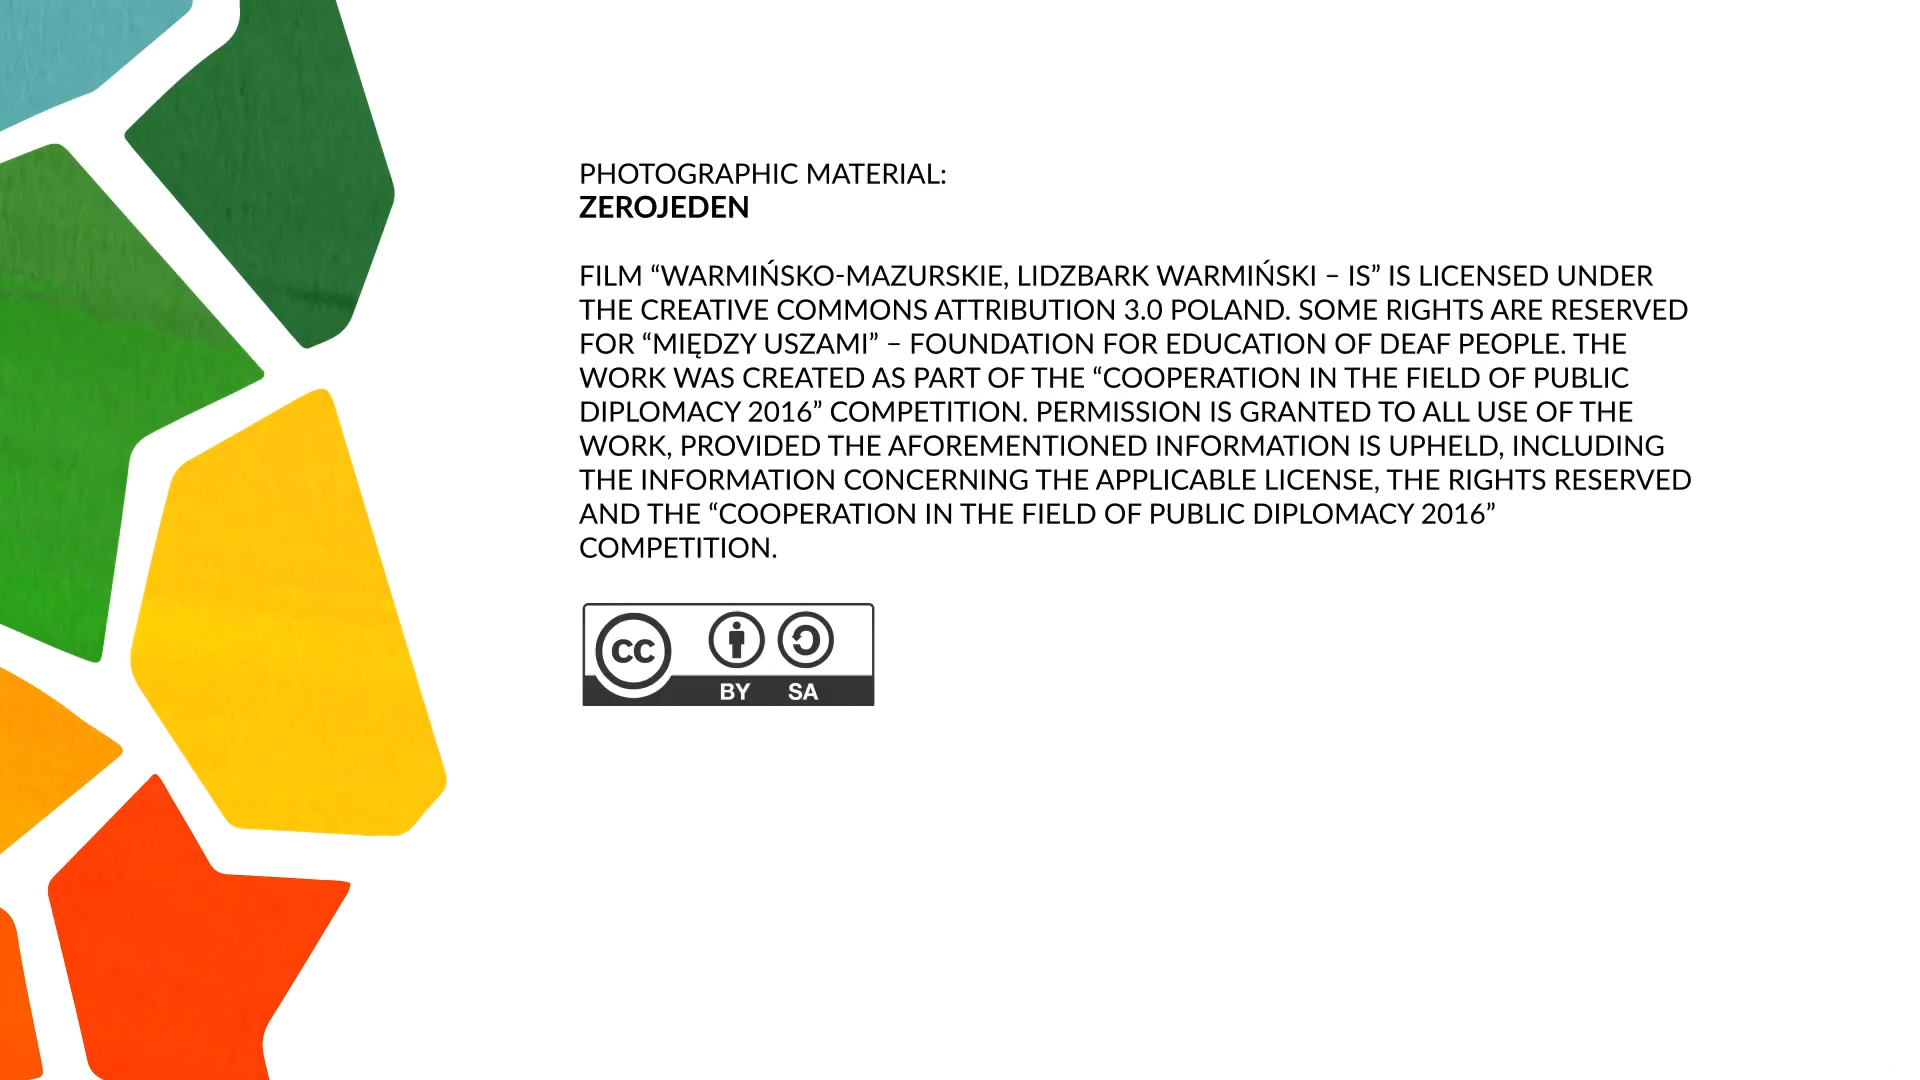 PHOTOGRAPHIC MATERIAL:
ZEROJEDEN
FILM “WARMIŃSKO-MAZURSKIE, LIDZBARK WARMIŃSKI – IS” IS LICENSED UNDER
THE CREATIVE COMMONS ATTRIBUTION 3.0 POLAND. SOME RIGHTS ARE RESERVED
FOR “MIĘDZY USZAMI” – FOUNDATION FOR EDUCATION OF DEAF PEOPLE. THE
WORK WAS CREATED AS PART OF THE “COOPERATION IN THE FIELD OF PUBLIC
DIPLOMACY 2016” COMPETITION. PERMISSION IS GRANTED TO ALL USE OF THE
WORK, PROVIDED THE AFOREMENTIONED INFORMATION IS UPHELD, INCLUDING
THE INFORMATION CONCERNING THE APPLICABLE LICENSE, THE RIGHTS RESERVED
AND THE “COOPERATION IN THE FIELD OF PUBLIC DIPLOMACY 2016”
COMPETITION.
CC
BY SA